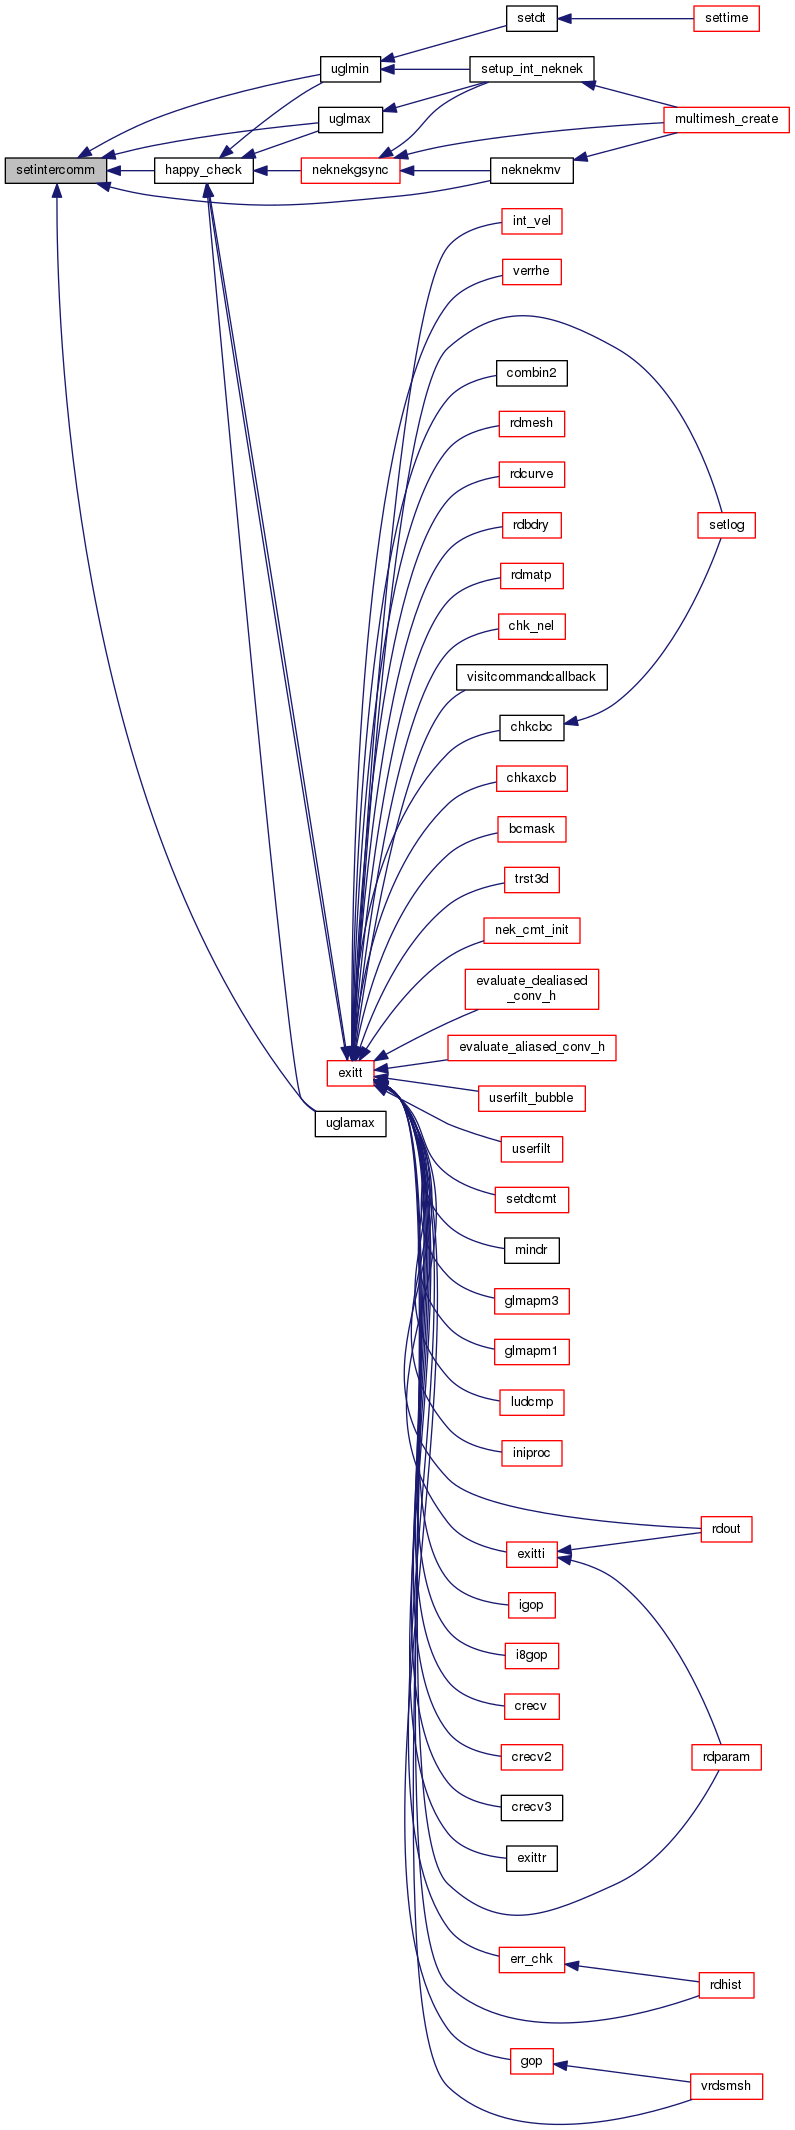 setdt
settime
uglmin
setup_int_neknek
uglmax
multimesh_create
setintercomm
happy_check
neknekgsync
neknekmv
int_vel
verrhe
combin2
rdmesh
rdcurve
rdbdry
setlog
rdmatp
chk_nel
visitcommandcallback
chkcbc
chkaxcb
bcmask
trst3d
nek_cmt_init
evaluate_dealiased
_conv_h
evaluate_aliased_conv_h
exitt
userfilt_bubble
uglamax
userfilt
setdtcmt
mindr
glmapm3
glmapm1
ludcmp
iniproc
rdout
exitti
igop
i8gop
crecv
crecv2
rdparam
crecv3
exittr
err_chk
rdhist
gop
vrdsmsh